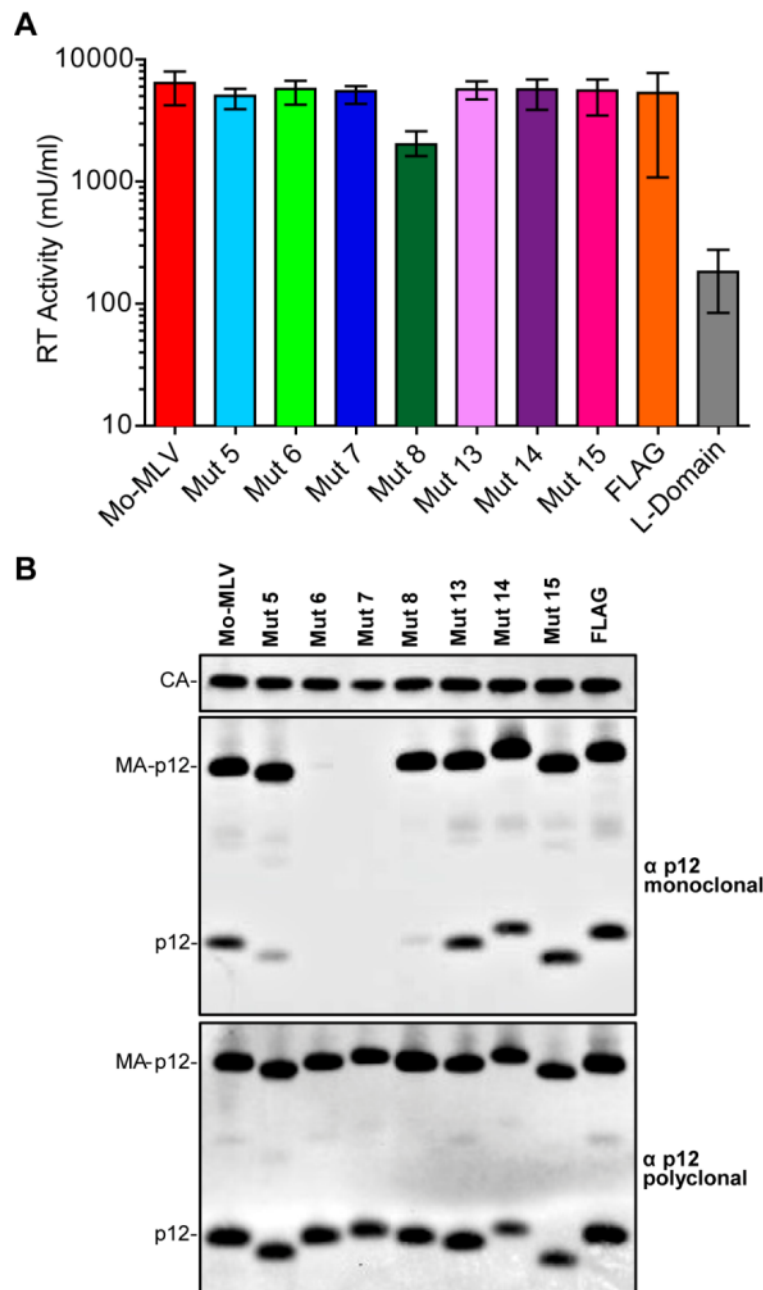 A
10000
1000
100
10
RT Activity (mU/ml)
Mo-MLV
Mut 5
Mut 6
Mut 7
Mut 8
Mut 13
Mut 14
Mut 15
FLAG
L-Domain
B
Mo-MLV
Mut 5
Mut 6
Mut 7
Mut 8
Mut 13
Mut 14
Mut 15
FLAG
CA-
MA-p12-
p12-
α p12
monoclonal
MA-p12-
p12-
α p12
polyclonal